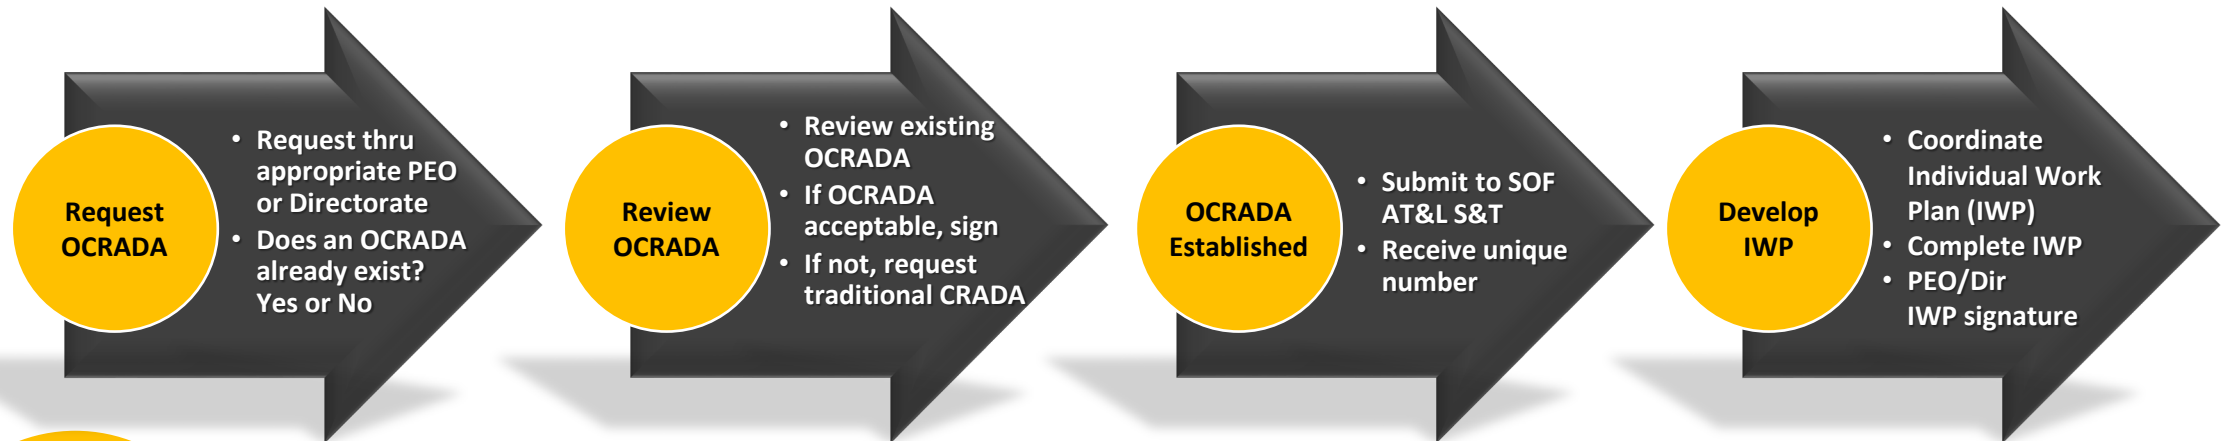 Request
OCRADA
• Request thru
appropriate PEO
or Directorate
• Does an OCRADA
already exist?
Yes or No
Review
OCRADA
• Review existing
OCRADA
• If OCRADA
acceptable, sign
• If not, request
traditional CRADA
OCRADA
Established
• Submit to SOF
AT&L S&T
• Receive unique
number
Develop
IWP
• Coordinate
Individual Work
Plan (IWP)
• Complete IWP
• PEO/Dir
IWP signature